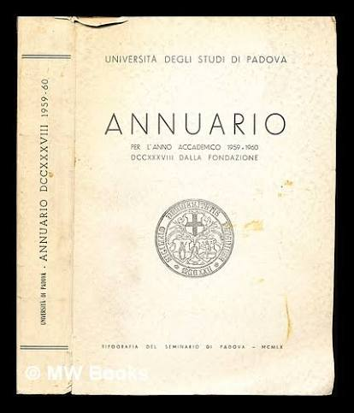 UNIVERSITÀ DI PADOVA - ANNUARIO DCCXXXVIII 1959-60
UNIVERSITÀ DEGLI STUDI DI PADOVA
ANNUARIO
PER L'ANNO ACCADEMICO 1959-1960
DCCXXXVIII DALLA FONDAZIONE
TIPOGRAFIA DEL SEMINARIO DI PADOVA - MCMLX
© MW Books